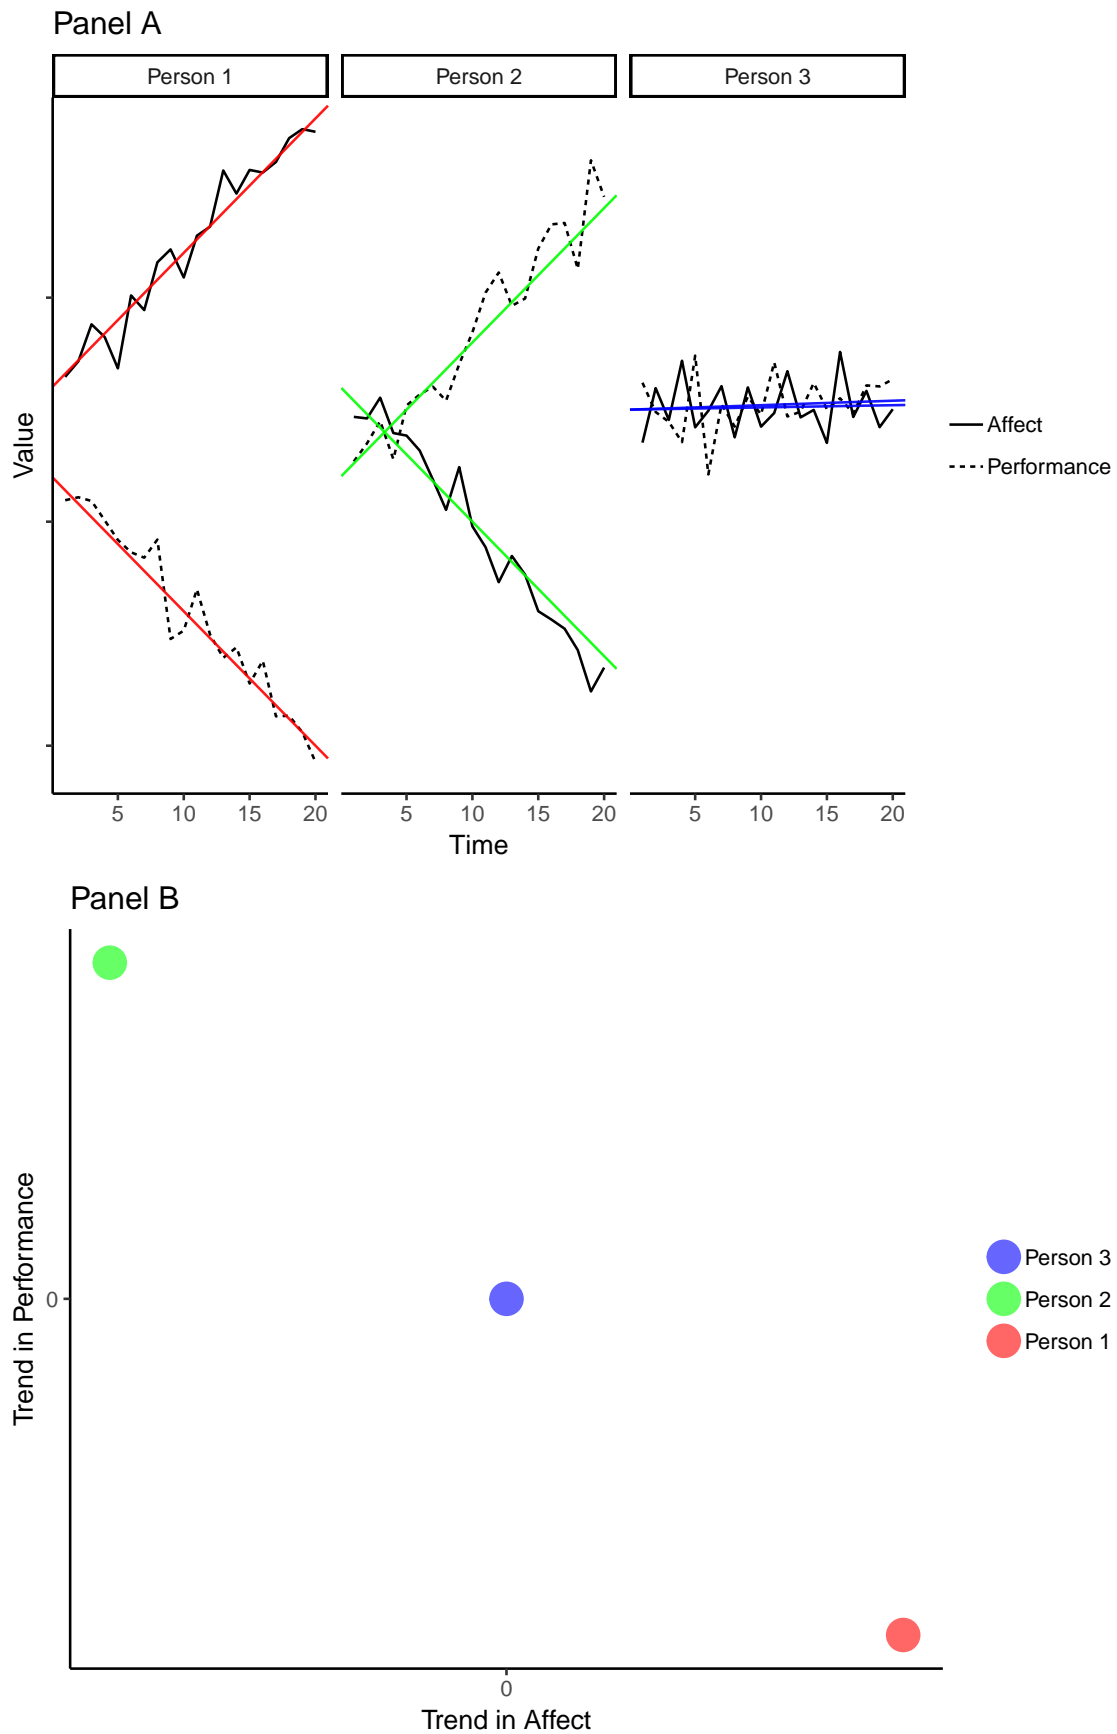 Panel A
Person 1 Person 2 Person 3
Value
Affect
Performance
5 10 15 20 5 10 15 20 5 10 15 20
Time
Panel B
Trend in Performance
0
Person 3
Person 2
Person 1
0
Trend in Affect